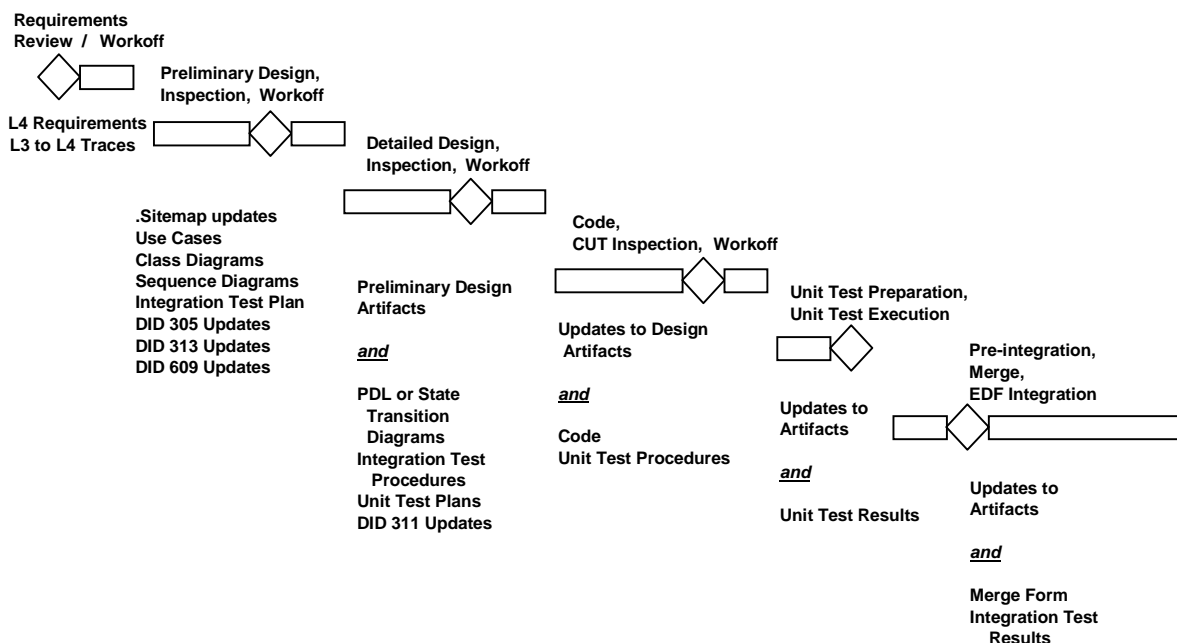 Requirements
Review / Workoff
L4 Requirements
L3 to L4 Traces
Preliminary Design,
Inspection, Workoff
.Sitemap updates
Use Cases
Class Diagrams
Sequence Diagrams
Integration Test Plan
DID 305 Updates
DID 313 Updates
DID 609 Updates
Detailed Design,
Inspection, Workoff
Preliminary Design
Artifacts
and
PDL or State
Transition
Diagrams
Integration Test
Procedures
Unit Test Plans
DID 311 Updates
Code,
CUT Inspection, Workoff
Updates to Design
Artifacts
and
Code
Unit Test Procedures
Unit Test Preparation,
Unit Test Execution
Updates to
Artifacts
and
Unit Test Results
Pre-integration,
Merge,
EDF Integration
Updates to
Artifacts
and
Merge Form
Integration Test
Results